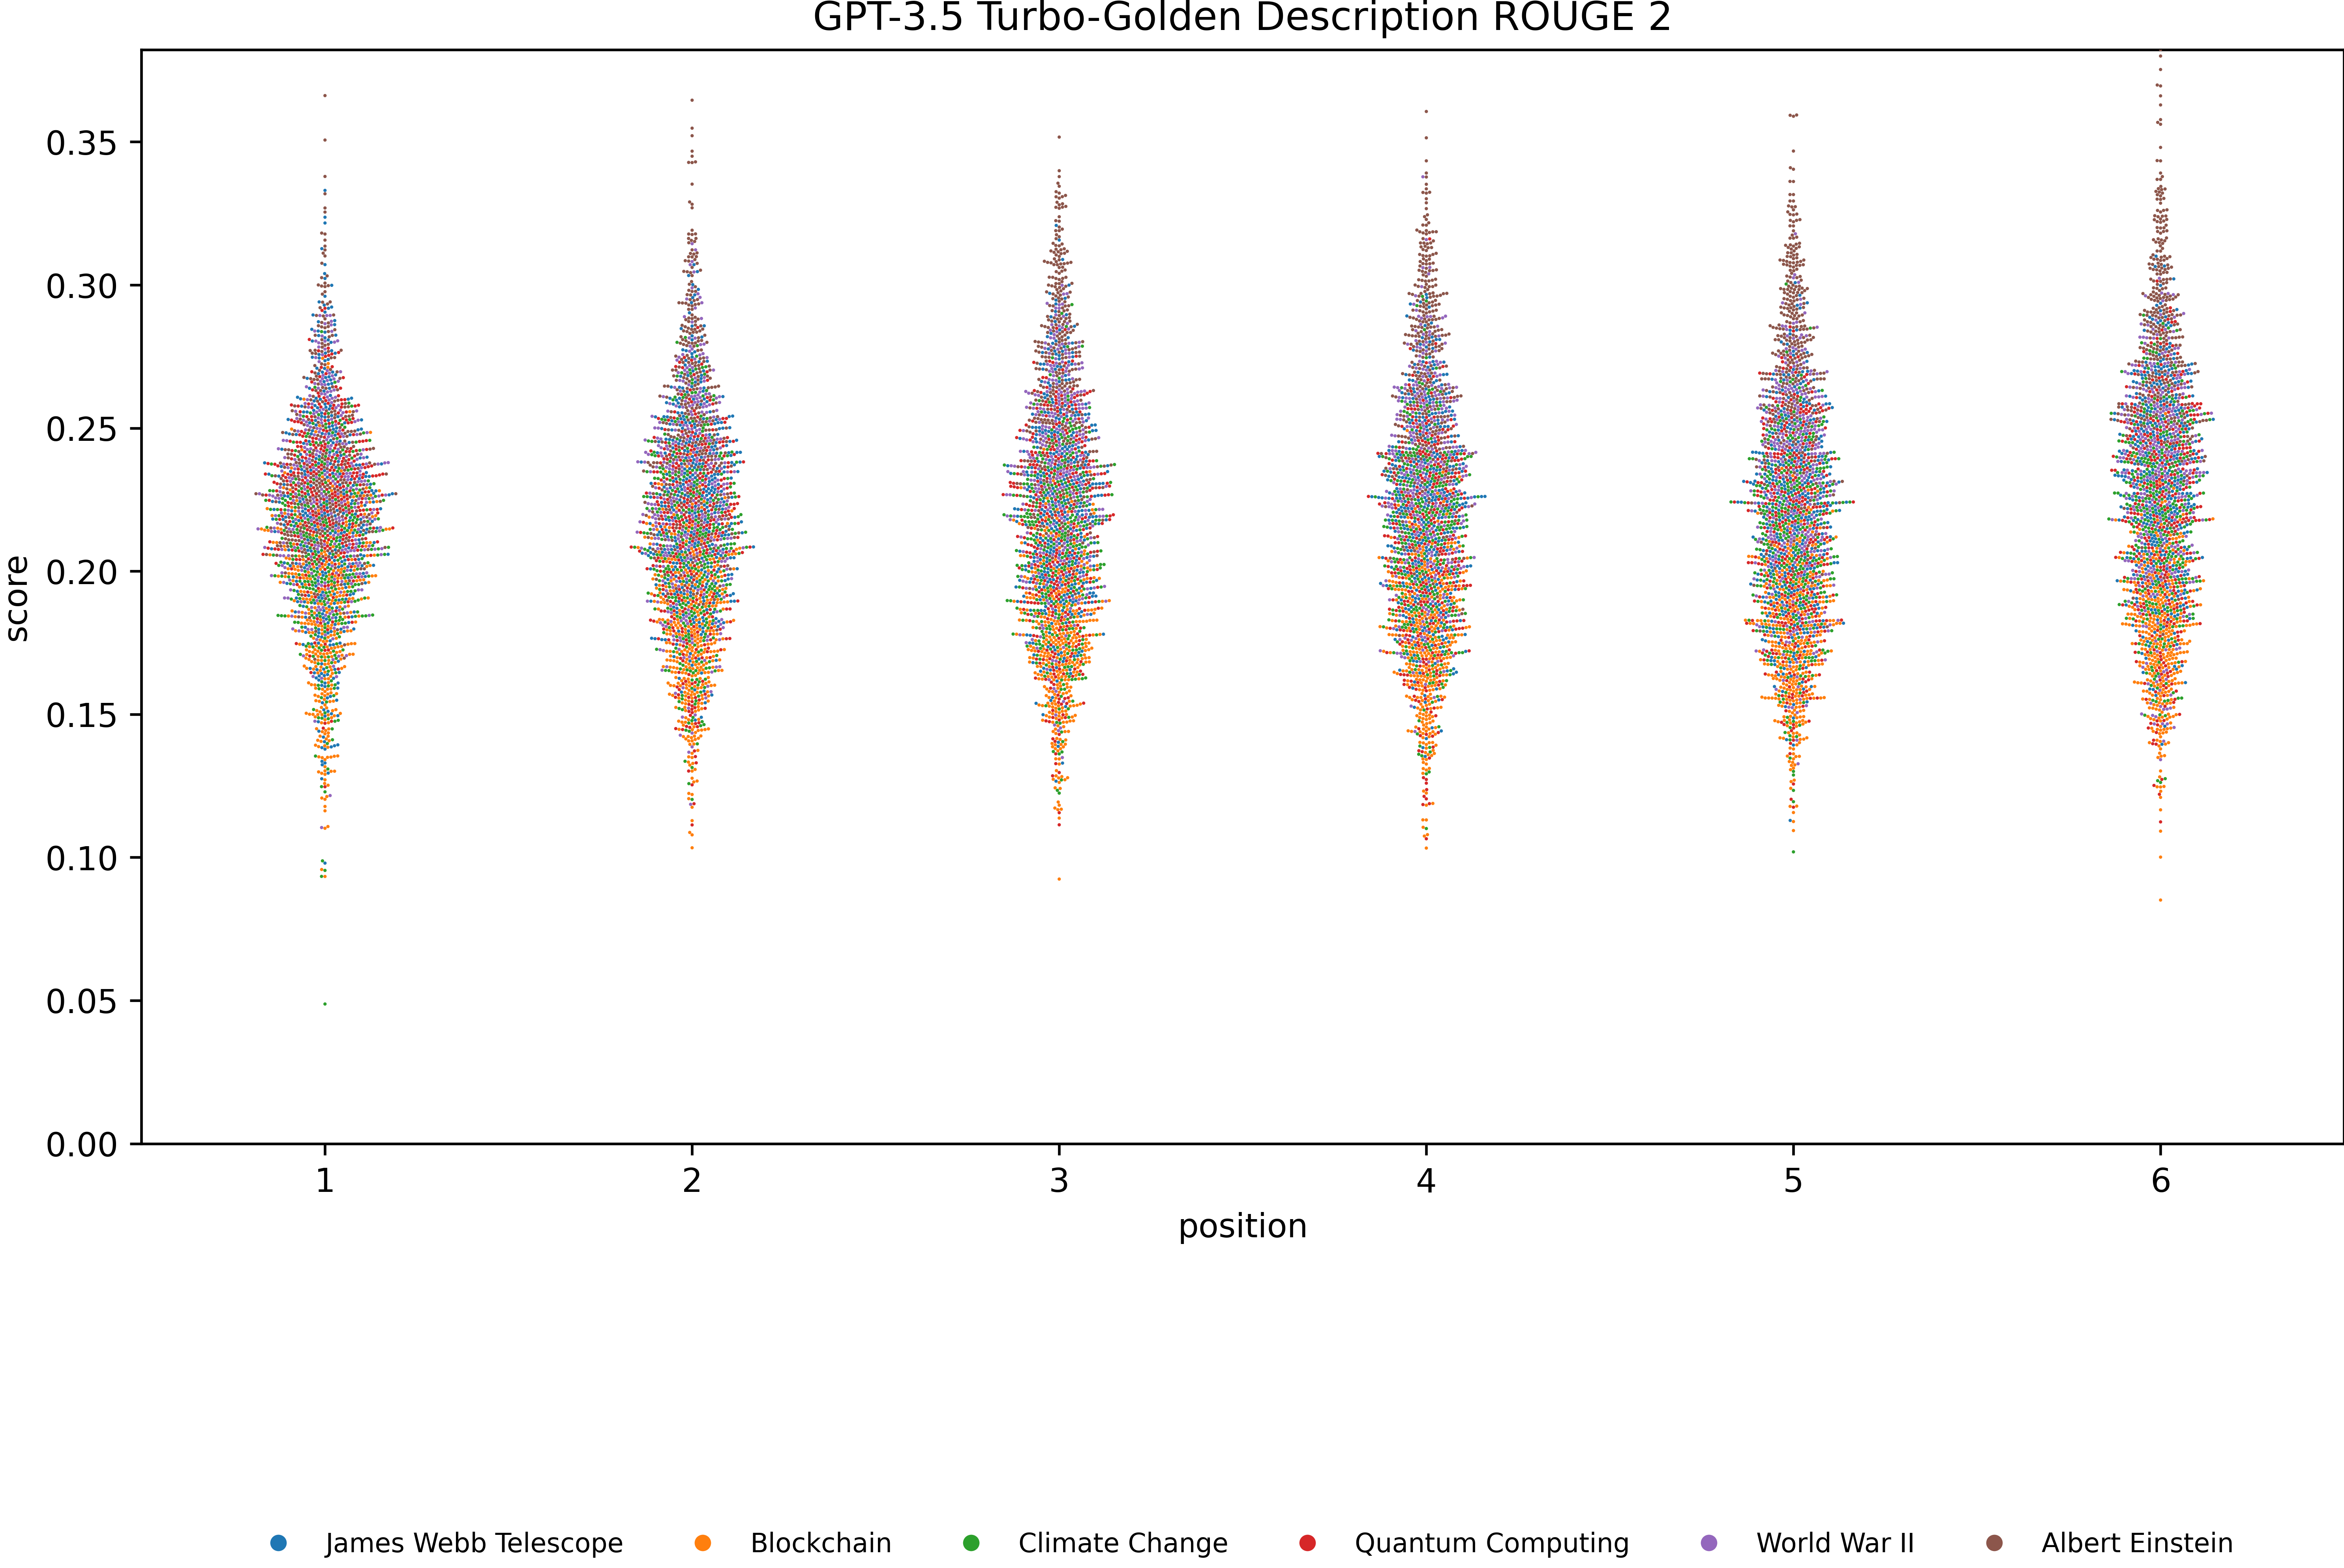 GPT-3.5 Turbo-Golden Description ROUGE 2
score
0.35
0.30
0.25
0.20
0.15
0.10
0.05
0.00
1 2 3 4 5 6
position
James Webb Telescope Blockchain Climate Change Quantum Computing World War II Albert Einstein